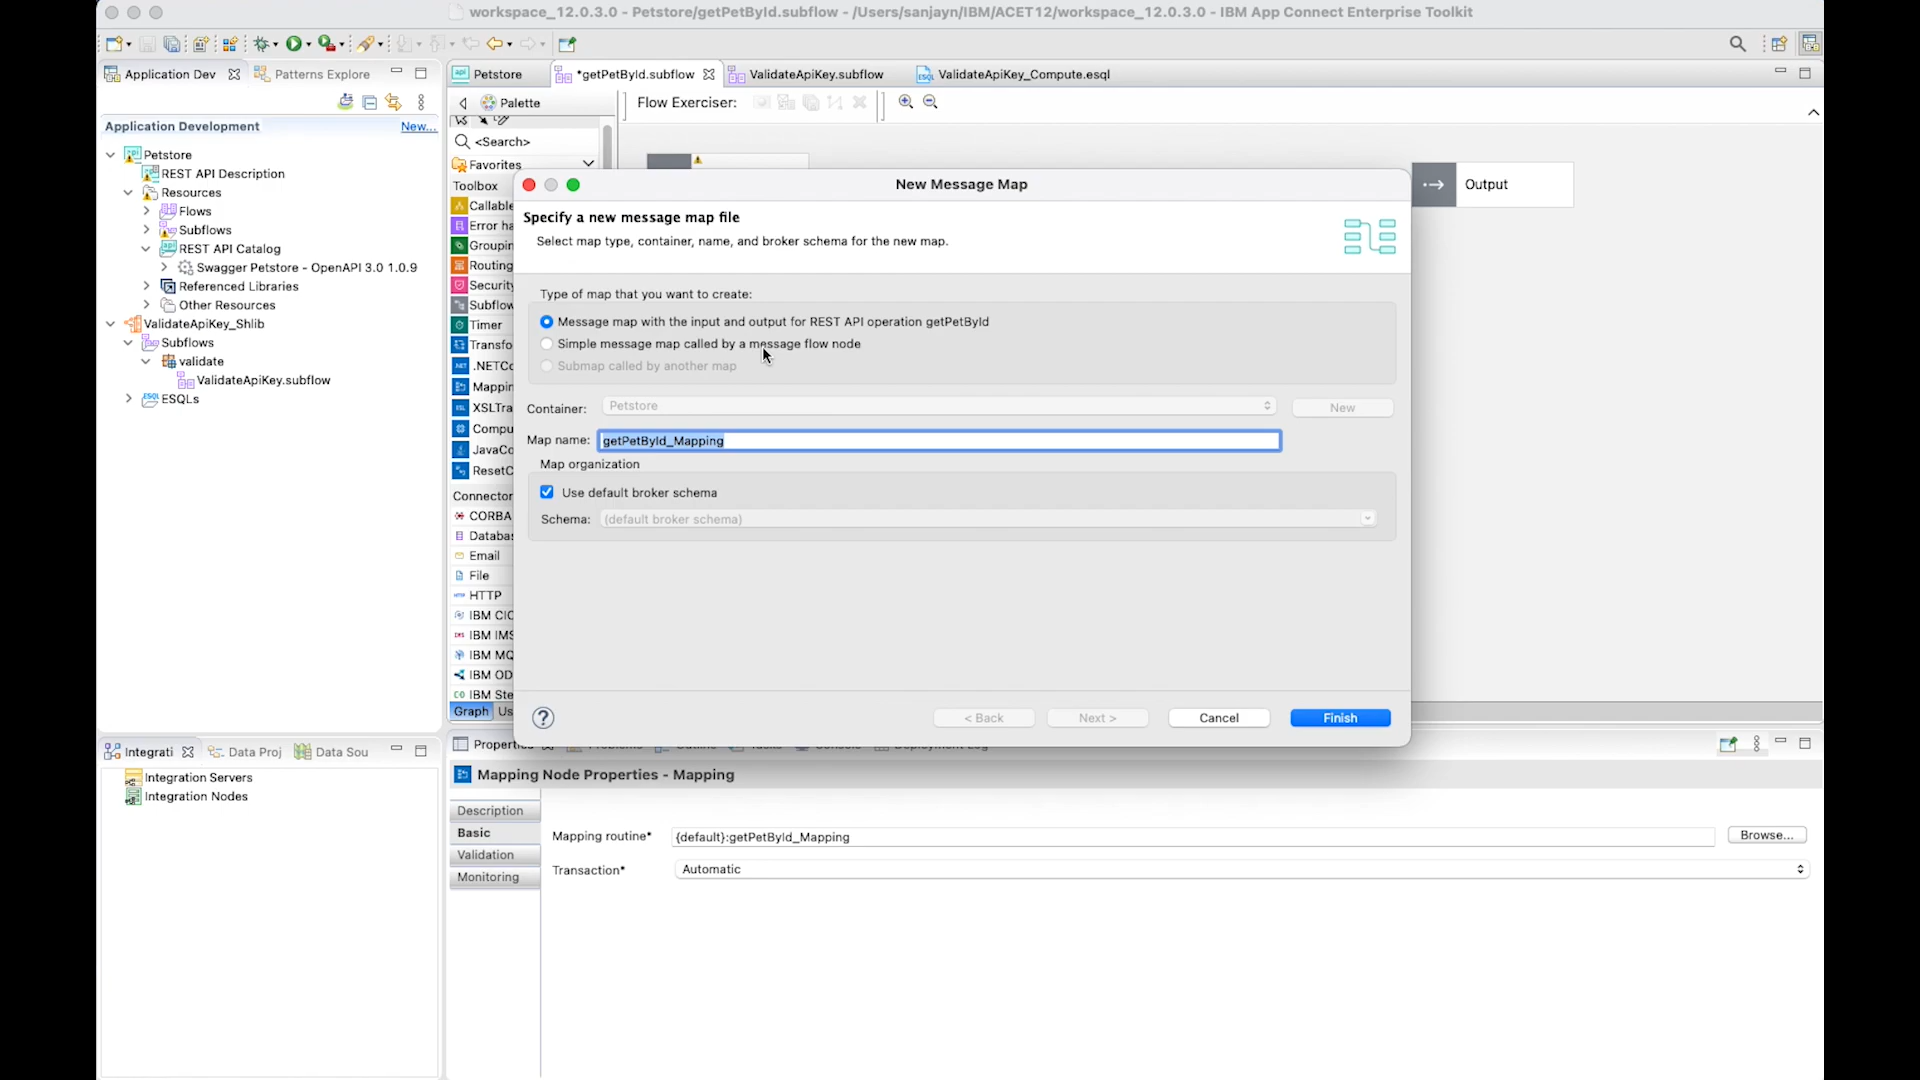 workspace_12.0.3.0 - Petstore/getPetById.subflow - /Users/sanjayn/IBM/ACET12/workspace_12.0.3.0 - IBM App Connect Enterprise Toolkit
Application Dev
Patterns Explore
Petstore
*getPetById.subflow
ValidateApiKey.subflow
ValidateApiKey_Compute.esql
Palette
Flow Exerciser:
Application Development
New...
<Search>
Favorites
Toolbox
Petstore
REST API Description
Resources
Flows
Subflows
REST API Catalog
Swagger Petstore - OpenAPI 3.0 1.0.9
Referenced Libraries
Other Resources
ValidateApiKey_Shlib
Subflows
validate
ValidateApiKey.subflow
ESQLs
Callable
Error ha
Groupin
Routing
Security
Subflow
Timer
Transfo
.NETCo
Mappin
XSLTra
Compu
JavaCo
ResetC
Connector
CORBA
Databas
Email
File
HTTP
IBM CIC
IBM IMS
IBM MQ
IBM OD
IBM Ste
Graph
Us
Output
New Message Map
Specify a new message map file
Select map type, container, name, and broker schema for the new map.
Type of map that you want to create:
Message map with the input and output for REST API operation getPetById
Simple message map called by a message flow node
Submap called by another map
Container:
Petstore
New
Map name:
getPetById_Mapping
Map organization
Use default broker schema
Schema:
(default broker schema)
?
< Back
Next >
Cancel
Finish
Integrati
Data Proj
Data Sou
Integration Servers
Integration Nodes
Properties
Mapping Node Properties - Mapping
Description
Basic
Validation
Monitoring
Mapping routine*
{default}:getPetById_Mapping
Browse...
Transaction*
Automatic